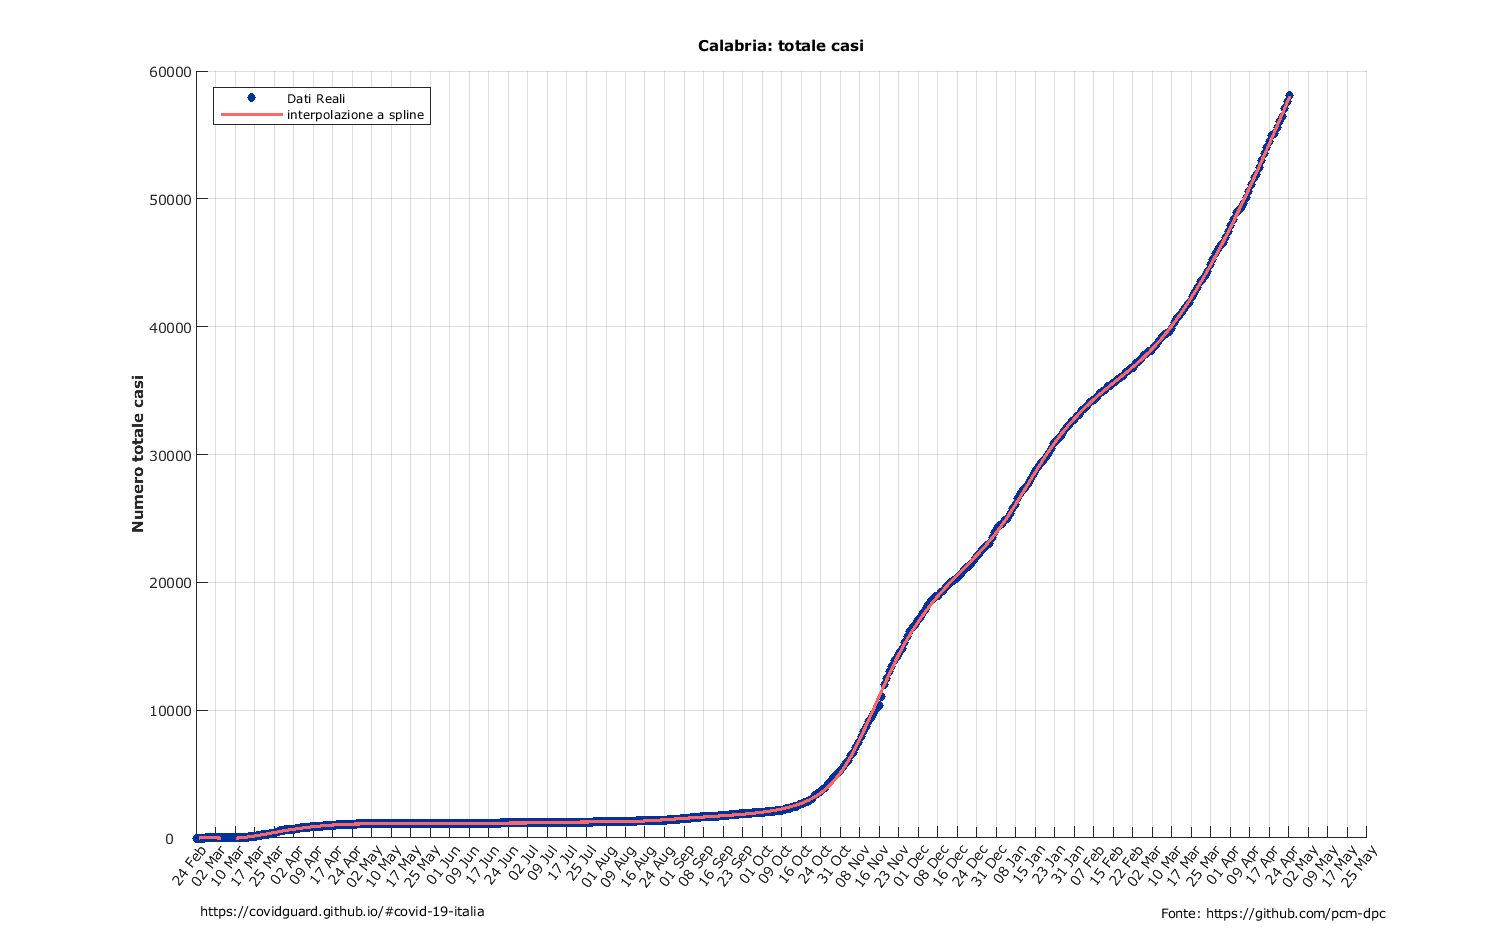 Calabria: totale casi
Dati Reali
interpolazione a spline
Numero totale casi
60000
50000
40000
30000
20000
10000
0
24 Feb
02 Mar
10 Mar
17 Mar
25 Mar
02 Apr
09 Apr
17 Apr
24 Apr
02 May
10 May
17 May
25 May
01 Jun
09 Jun
17 Jun
24 Jun
02 Jul
09 Jul
17 Jul
25 Jul
01 Aug
09 Aug
16 Aug
24 Aug
01 Sep
08 Sep
16 Sep
23 Sep
01 Oct
09 Oct
16 Oct
24 Oct
31 Oct
08 Nov
16 Nov
23 Nov
01 Dec
08 Dec
16 Dec
24 Dec
31 Dec
08 Jan
15 Jan
23 Jan
31 Jan
07 Feb
15 Feb
22 Feb
02 Mar
10 Mar
17 Mar
25 Mar
01 Apr
09 Apr
17 Apr
24 Apr
02 May
09 May
17 May
25 May
https://covidguard.github.io/#covid-19-italia
Fonte: https://github.com/pcm-dpc